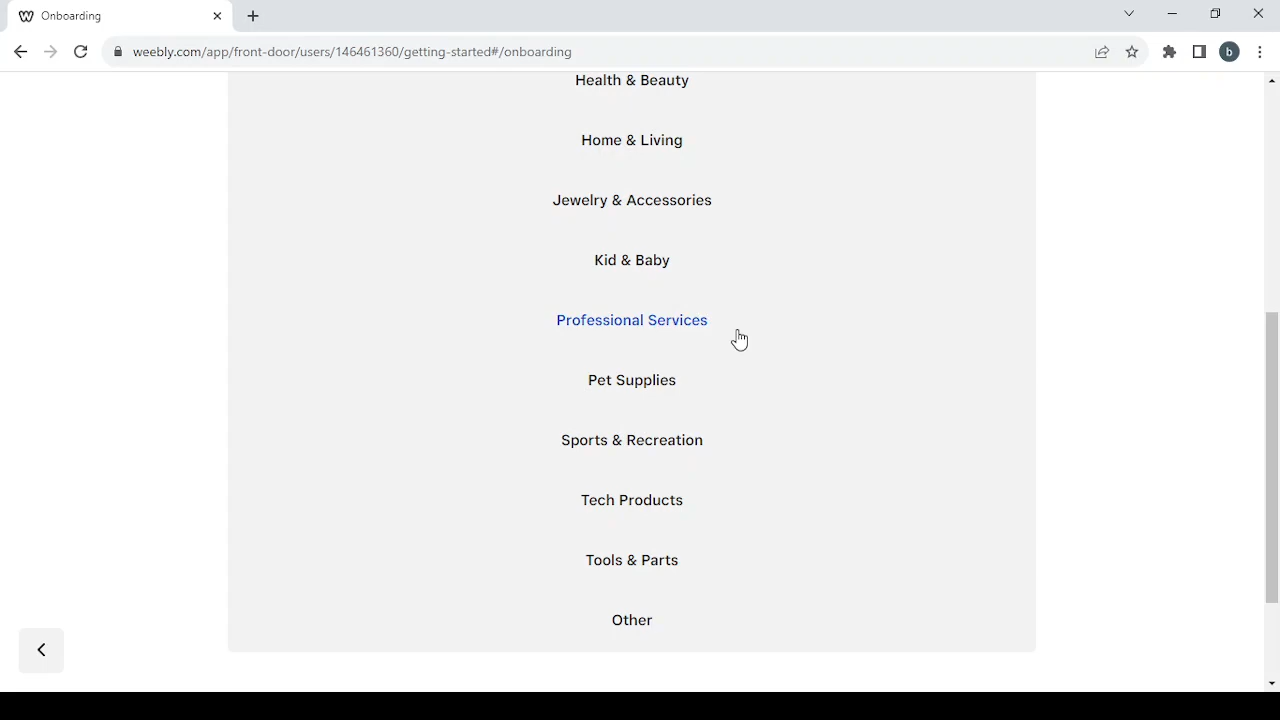 Onboarding
weebly.com/app/front-door/users/146461360/getting-started#/onboarding
b
Health & Beauty
Home & Living
Jewelry & Accessories
Kid & Baby
Professional Services
Pet Supplies
Sports & Recreation
Tech Products
Tools & Parts
Other